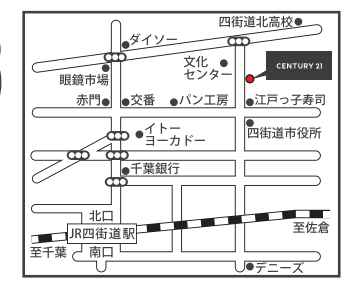 四街道北高校
ダイソー
文化
センター
CENTURY 21
眼鏡市場
赤門
交番
パン工房
江戸っ子寿司
イトー
ヨーカドー
四街道市役所
千葉銀行
北口
JR四街道駅
至佐倉
至千葉
南口
デニーズ